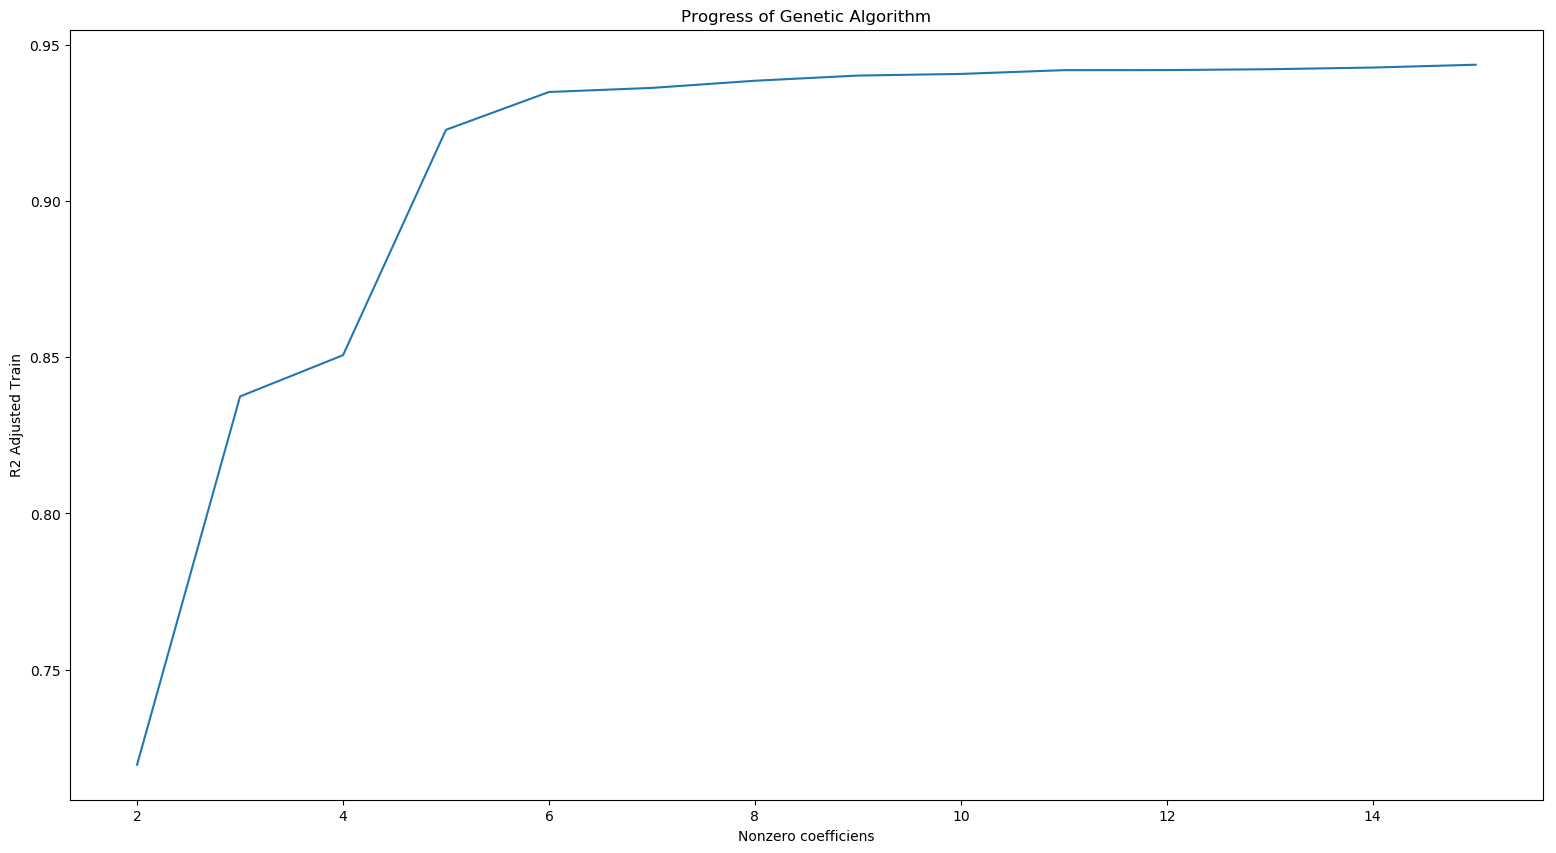 Progress of Genetic Algorithm
0.95
0.90
0.85
0.80
0.75
R2 Adjusted Train
2 4 6 8 10 12 14
Nonzero coefficiens